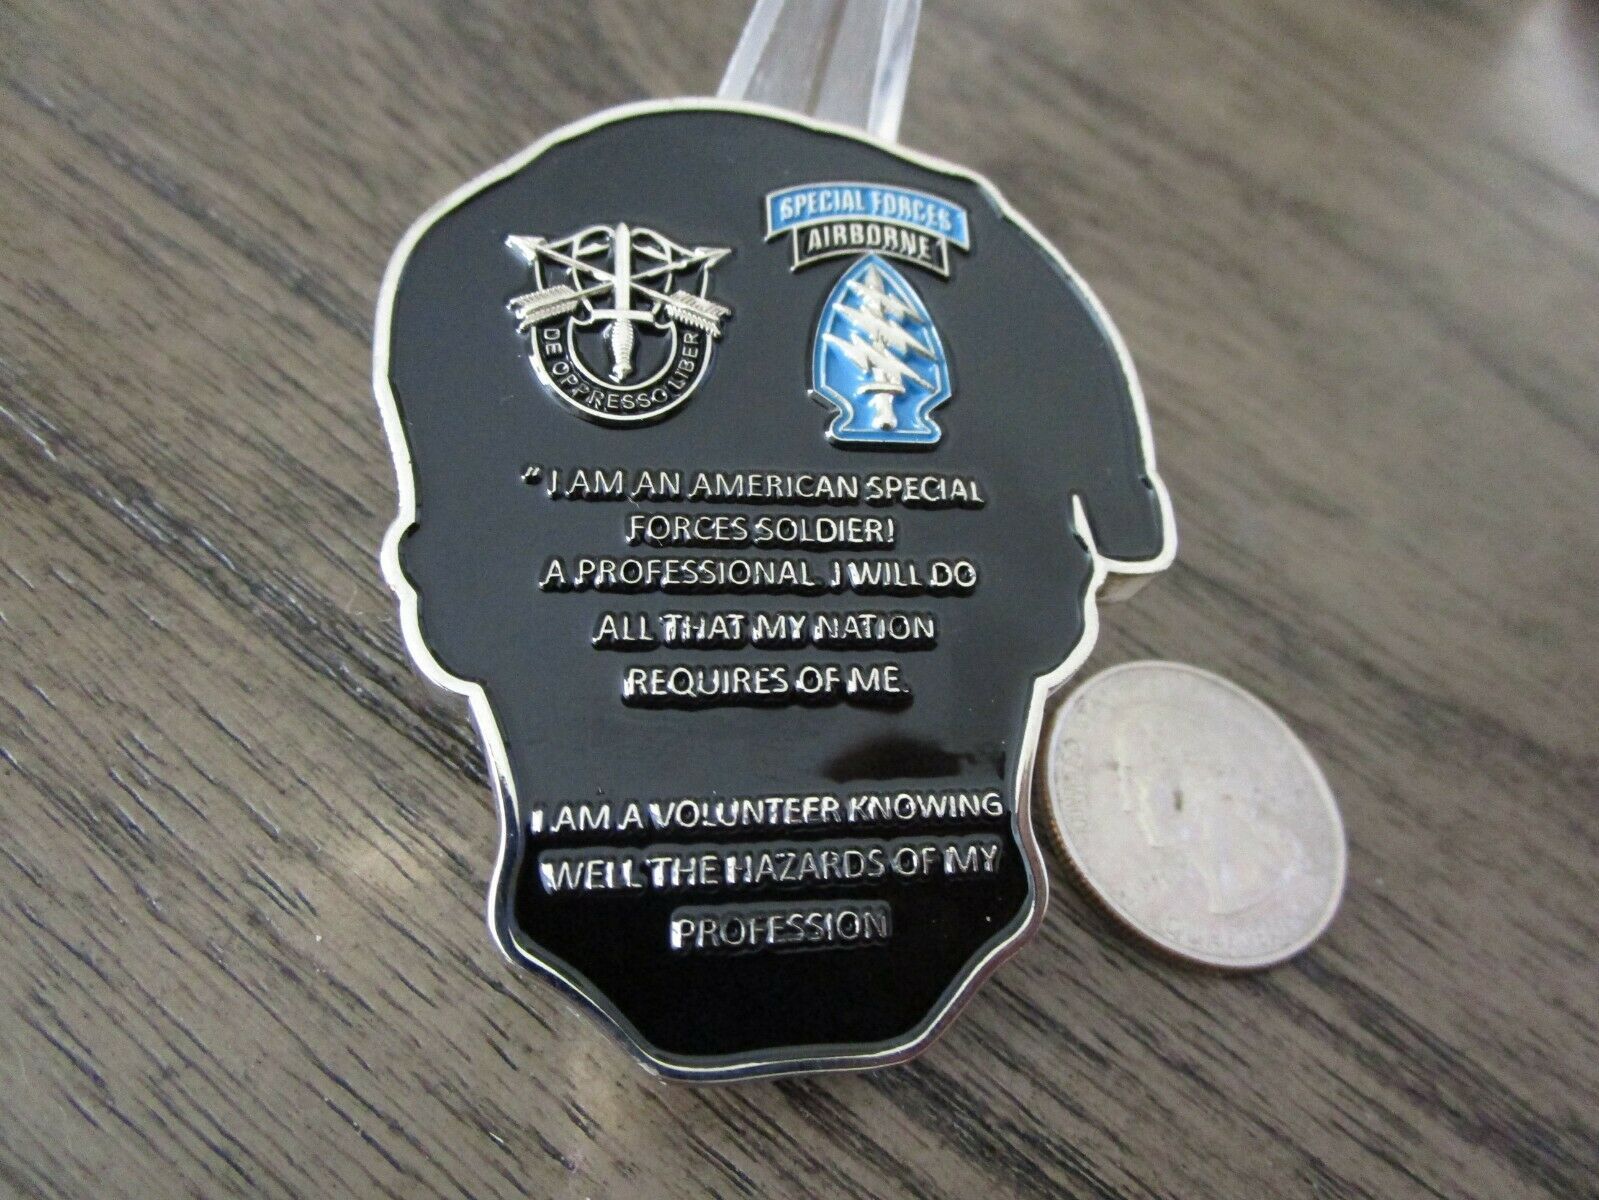 SPECIAL FORCES
AIRBORNE
DE OPPRESSO LIBER
" I AM AN AMERICAN SPECIAL
FORCES SOLDIER!
A PROFESSIONAL I WILL DO
ALL THAT MY NATION
REQUIRES OF ME.
I AM A VOLUNTEER KNOWING
WELL THE HAZARDS OF MY
PROFESSION